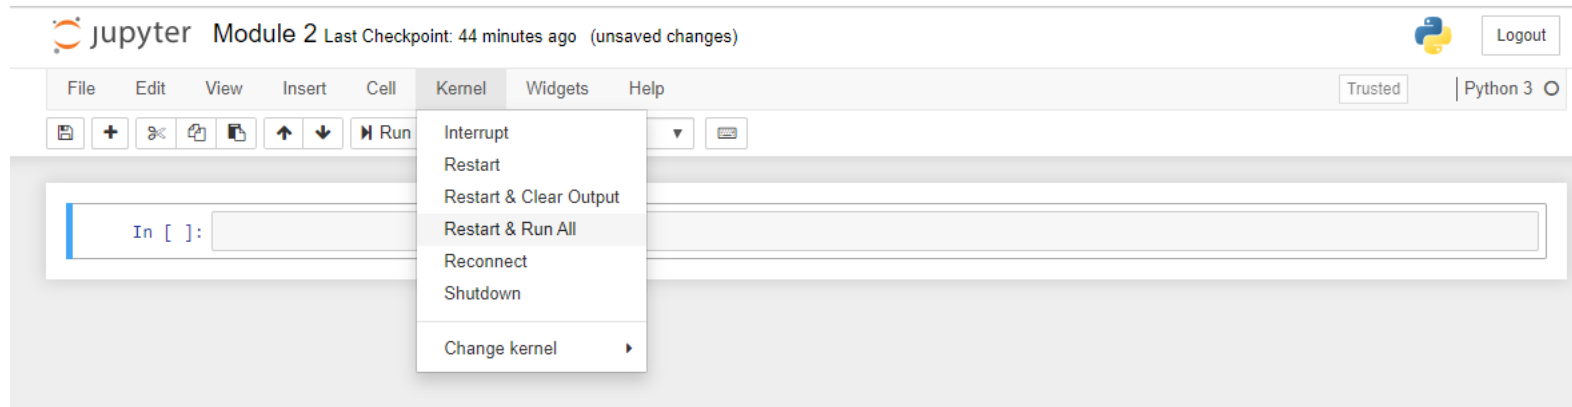 jupyter Module 2 Last Checkpoint: 44 minutes ago (unsaved changes) Logout
File Edit View Insert Cell Kernel Widgets Help Trusted Python 3
Run
Interrupt
Restart
Restart & Clear Output
Restart & Run All
Reconnect
Shutdown
Change kernel
In [ ]: